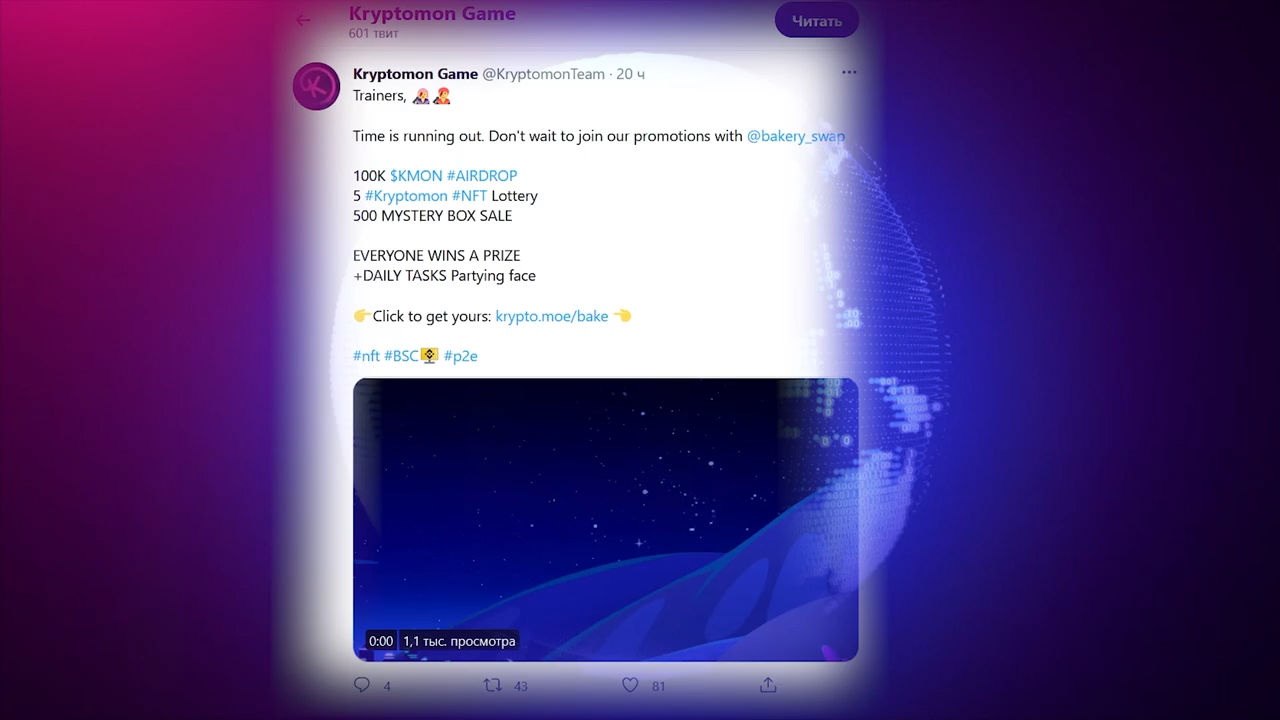 Kryptomon Game
601 твит
Читать
Kryptomon Game @KryptomonTeam · 20 ч
Trainers,
Time is running out. Don't wait to join our promotions with @bakery_swap
100K $KMON #AIRDROP
5 #Kryptomon #NFT Lottery
500 MYSTERY BOX SALE
EVERYONE WINS A PRIZE
+DAILY TASKS Partying face
👉Click to get yours: krypto.moe/bake 👈
#nft #BSC #p2e
0:00 1,1 тыс. просмотра
4 43 81